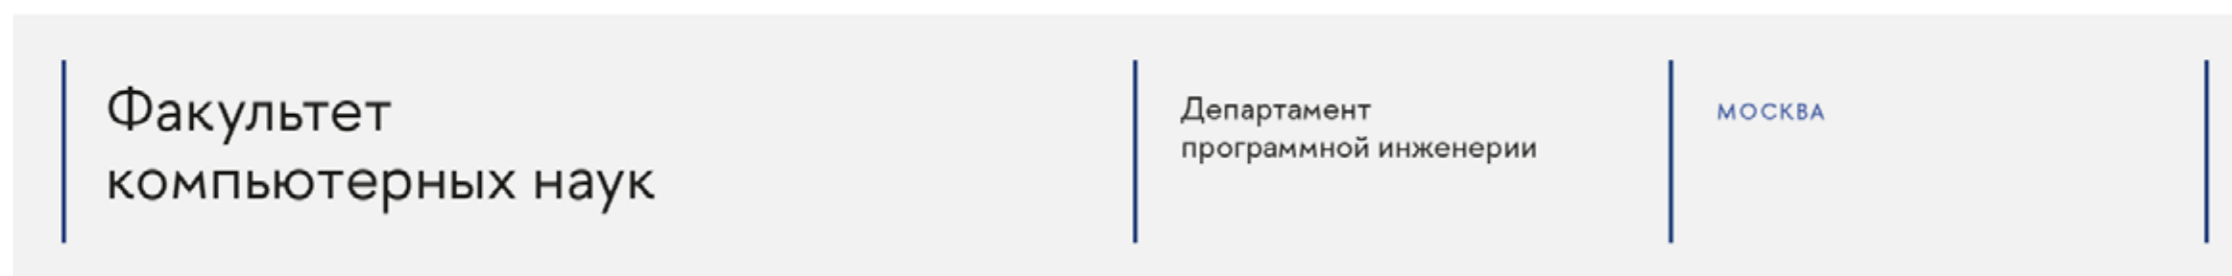 Факультет
компьютерных наук
Департамент
программной инженерии
МОСКВА